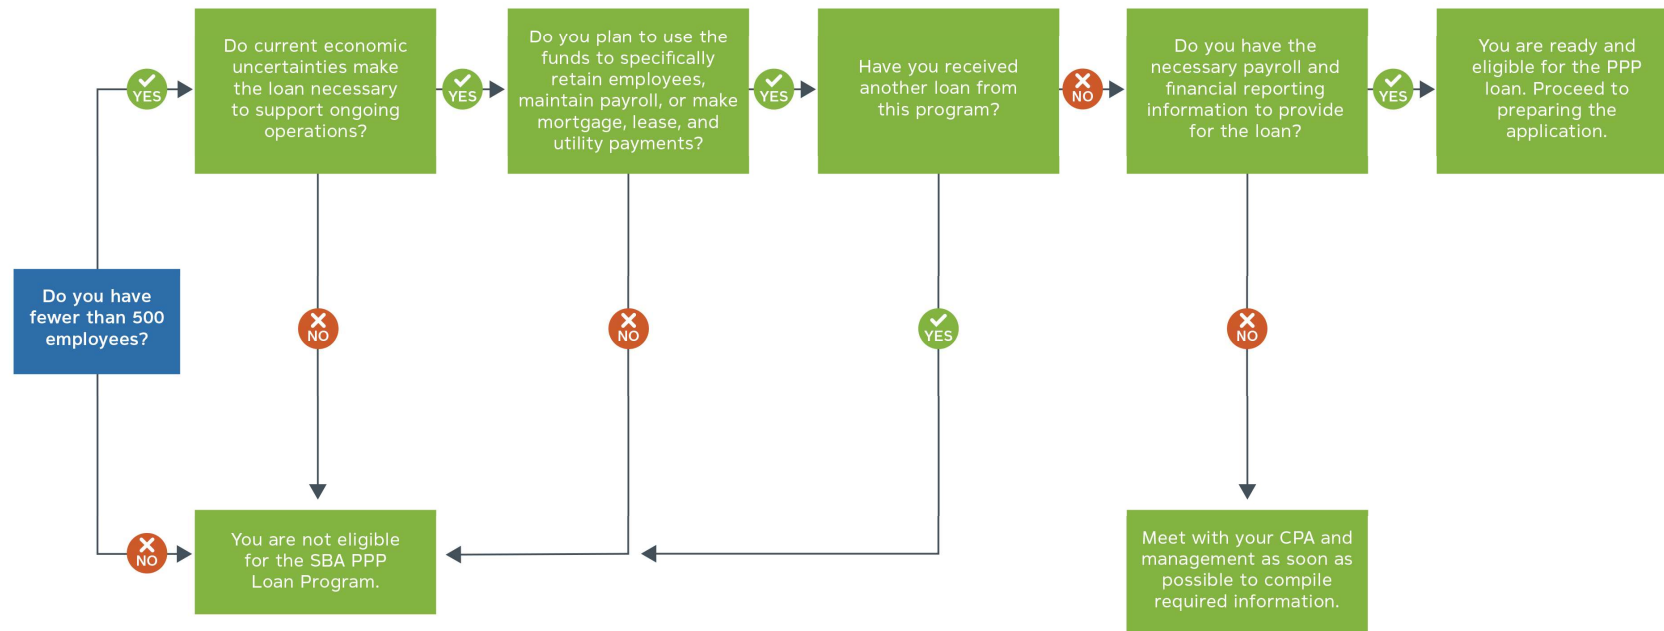 Do you have
fewer than 500
employees?
YES
Do current economic
uncertainties make
the loan necessary
to support ongoing
operations?
YES
Do you plan to use the
funds to specifically
retain employees,
maintain payroll, or make
mortgage, lease, and
utility payments?
YES
Have you received
another loan from
this program?
NO
Do you have the
necessary payroll and
financial reporting
information to provide
for the loan?
YES
You are ready and
eligible for the PPP
loan. Proceed to
preparing the
application.
NO
NO
YES
NO
NO
You are not eligible
for the SBA PPP
Loan Program.
Meet with your CPA and
management as soon as
possible to compile
required information.